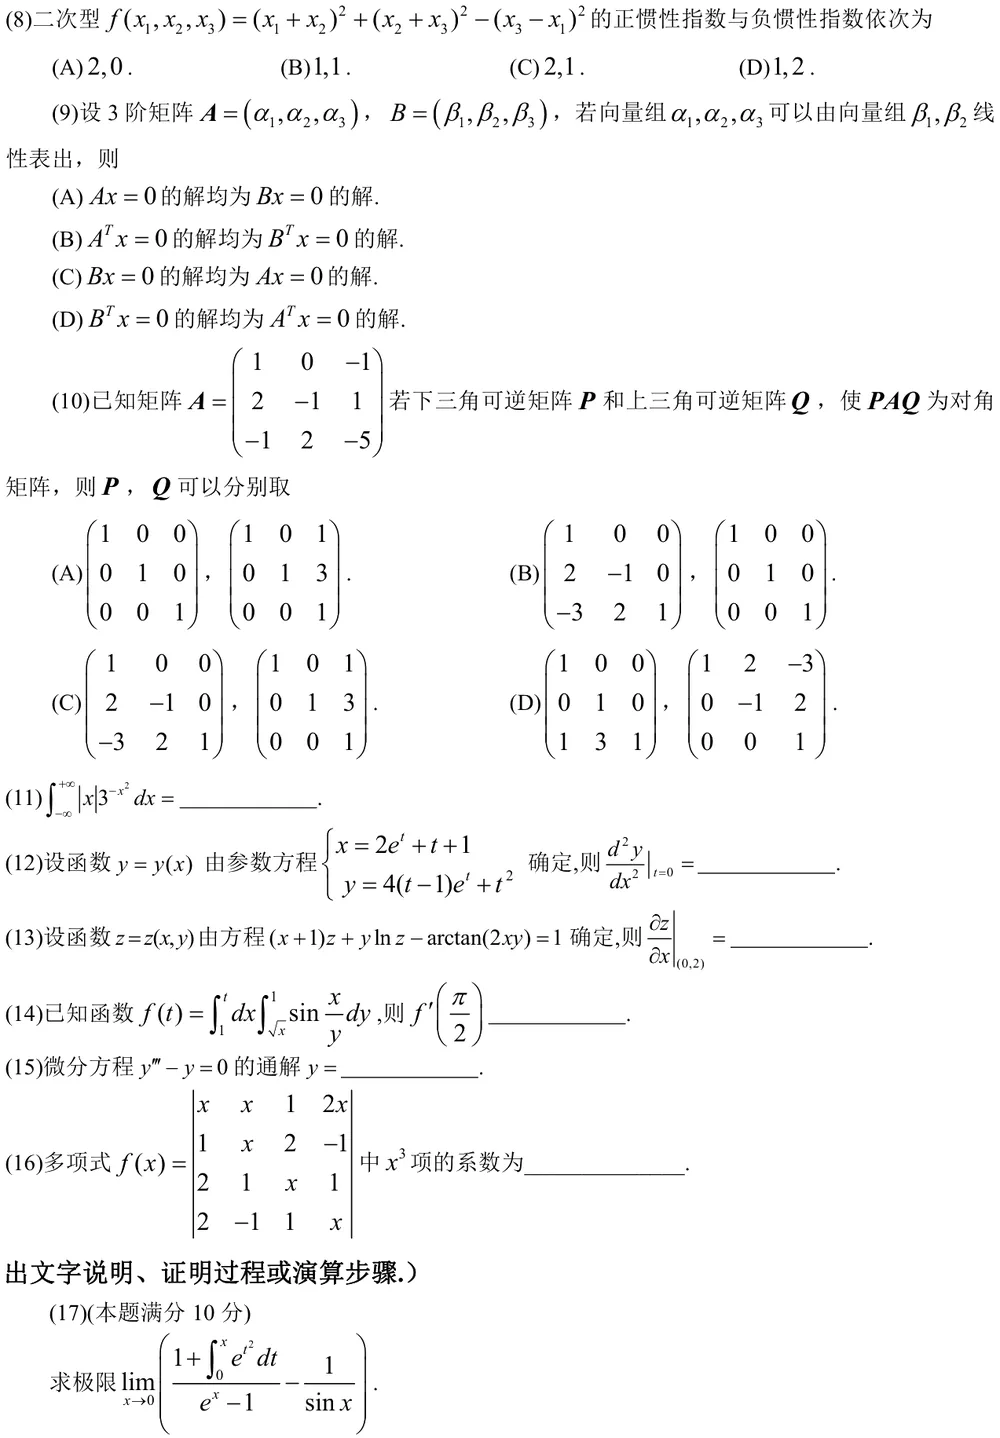 (8)二次型 f(x₁,x₂,x₃) = (x₁+x₂)² + (x₂+x₃)² − (x₃−x₁)² 的正惯性指数与负惯性指数依次为
(A) 2,0 . (B) 1,1 . (C) 2,1 . (D) 1,2 .
(9)设 3 阶矩阵 A = (α₁,α₂,α₃) , B = (β₁,β₂,β₃) ,若向量组 α₁,α₂,α₃ 可以由向量组 β₁,β₂ 线
性表出，则
(A) Ax = 0 的解均为 Bx = 0 的解.
(B) Aᵀx = 0 的解均为 Bᵀx = 0 的解.
(C) Bx = 0 的解均为 Ax = 0 的解.
(D) Bᵀx = 0 的解均为 Aᵀx = 0 的解.
(10)已知矩阵 A = (1 0 −1; 2 −1 1; −1 2 −5) 若下三角可逆矩阵 P 和上三角可逆矩阵 Q ，使 PAQ 为对角
矩阵，则 P ， Q 可以分别取
(A) (1 0 0; 0 1 0; 0 0 1) , (1 0 1; 0 1 3; 0 0 1) . (B) (1 0 0; 2 −1 0; −3 2 1) , (1 0 0; 0 1 0; 0 0 1) .
(C) (1 0 0; 2 −1 0; −3 2 1) , (1 0 1; 0 1 3; 0 0 1) . (D) (1 0 0; 0 1 0; 1 3 1) , (1 2 −3; 0 −1 2; 0 0 1) .
(11) ∫_{−∞}^{+∞} |x| 3^{−x²} dx = ____________.
(12)设函数 y = y(x) 由参数方程 { x = 2eᵗ + t + 1, y = 4(t−1)eᵗ + t² 确定,则 d²y/dx² |_{t=0} = ____________.
(13)设函数 z=z(x,y) 由方程 (x+1)z + y ln z − arctan(2xy) = 1 确定,则 ∂z/∂x |_{(0,2)} = ____________.
(14)已知函数 f(t) = ∫₁ᵗ dx ∫_{√x}^{1} sin (x/y) dy ,则 f′(π/2) ____________.
(15)微分方程 y‴ − y = 0 的通解 y = ____________.
(16)多项式 f(x) = |x x 1 2x; 1 x 2 −1; 2 1 x 1; 2 −1 1 x| 中 x³ 项的系数为______________.
出文字说明、证明过程或演算步骤.）
(17)(本题满分 10 分)
求极限 lim_{x→0} ( (1+∫₀ˣ e^{t²} dt)/(eˣ−1) − 1/sin x ) .